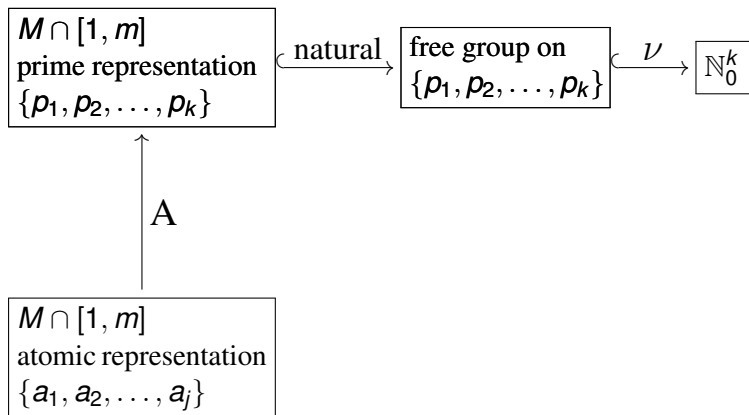 M ∩ [1, m]
prime representation
{p₁, p₂, . . . , pₖ}
natural
free group on
{p₁, p₂, . . . , pₖ}
ν
ℕ₀ᵏ
A
M ∩ [1, m]
atomic representation
{a₁, a₂, . . . , aⱼ}